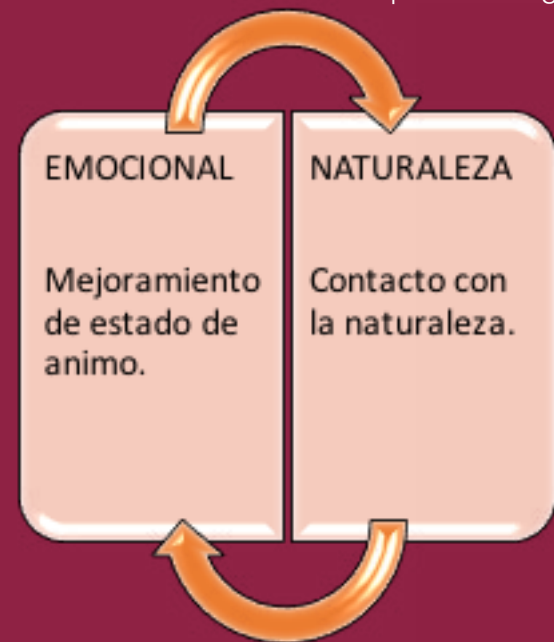 EMOCIONAL
Mejoramiento
de estado de
animo.
NATURALEZA
Contacto con
la naturaleza.